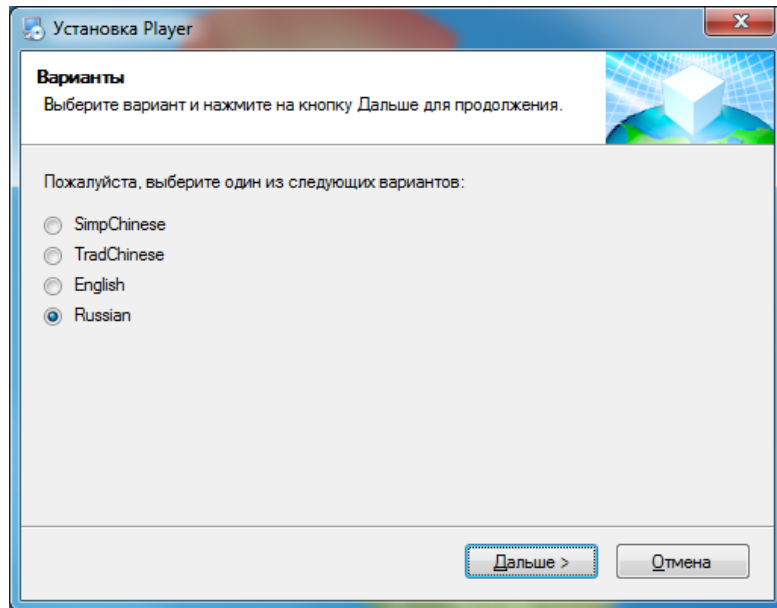 Установка Player
Варианты
Выберите вариант и нажмите на кнопку Дальше для продолжения.
Пожалуйста, выберите один из следующих вариантов:
SimpChinese
TradChinese
English
Russian
Дальше >
Отмена